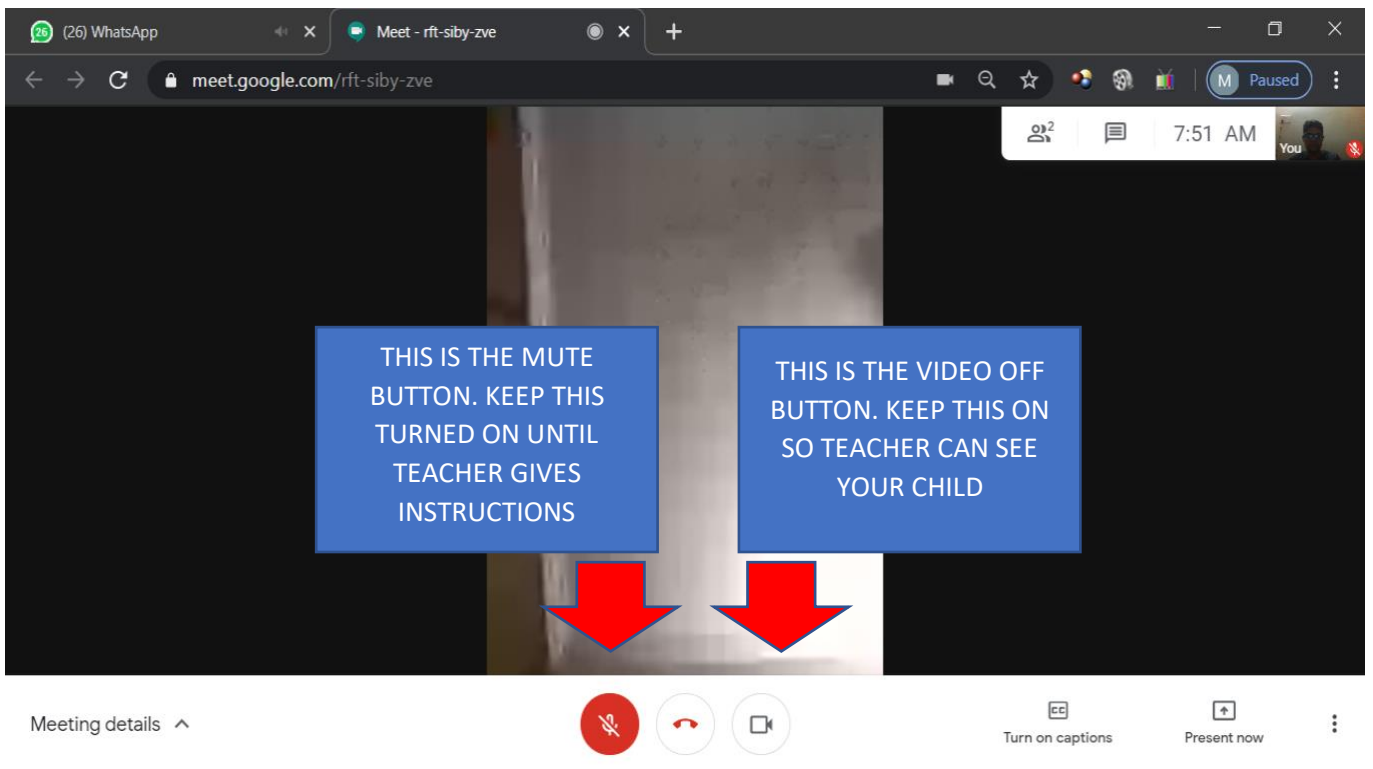 26 (26) WhatsApp
Meet - rft-siby-zve
meet.google.com/rft-siby-zve
M Paused
2
7:51 AM
You
THIS IS THE MUTE
BUTTON. KEEP THIS
TURNED ON UNTIL
TEACHER GIVES
INSTRUCTIONS
THIS IS THE VIDEO OFF
BUTTON. KEEP THIS ON
SO TEACHER CAN SEE
YOUR CHILD
Meeting details
CC
Turn on captions
Present now